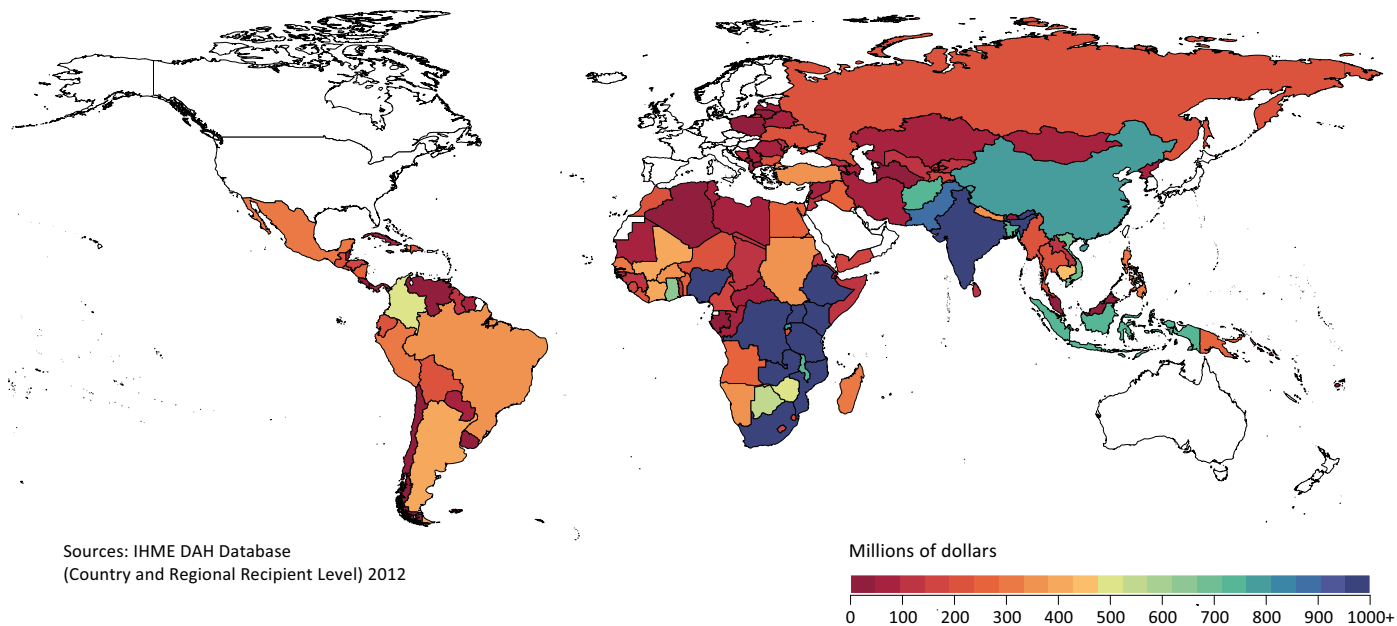 Sources: IHME DAH Database
(Country and Regional Recipient Level) 2012
Millions of dollars
0 100 200 300 400 500 600 700 800 900 1000+